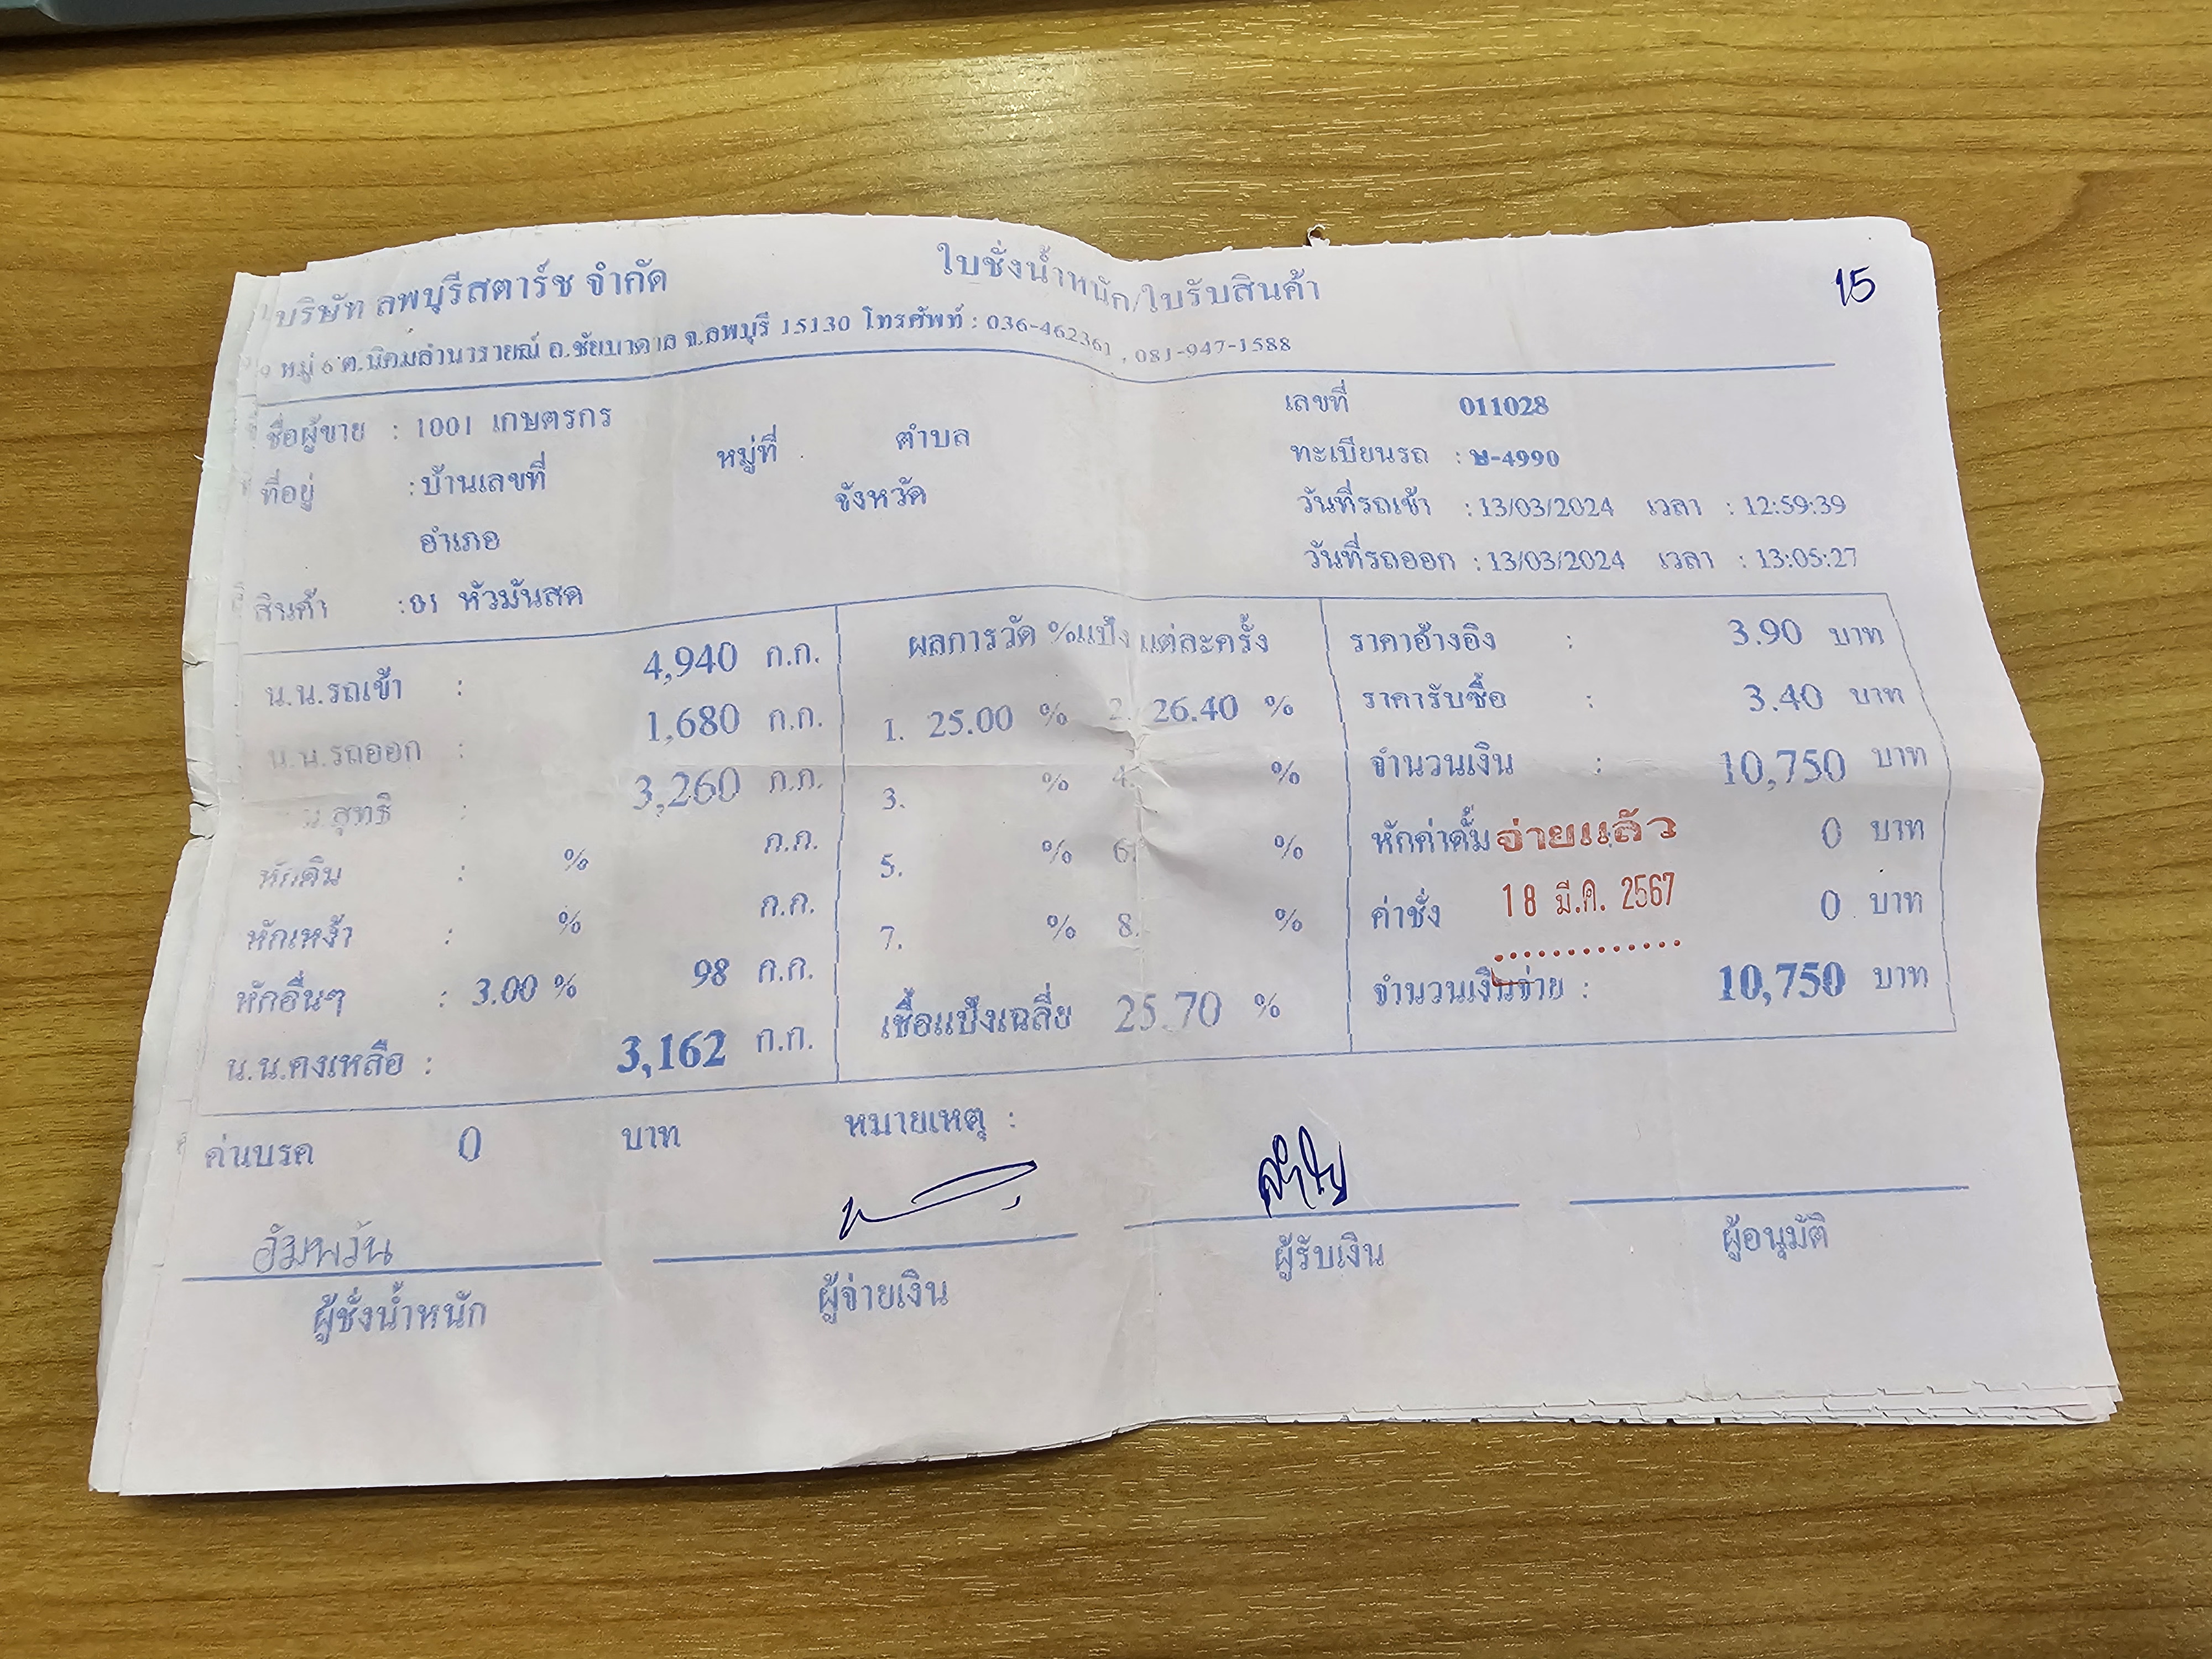 บริษัท ลพบุรีสตาร์ช จำกัด ใบชั่งน้ำหนัก/ใบรับสินค้า 15
9 หมู่ 6 ต.นิคมลำนารายณ์ อ.ชัยบาดาล จ.ลพบุรี 15130 โทรศัพท์ : 036-462361 , 081-947-1588
ชื่อผู้ขาย : 1001 เกษตรกร หมู่ที่ ตำบล เลขที่ 011028
ที่อยู่ : บ้านเลขที่ จังหวัด ทะเบียนรถ : ษ-4990
อำเภอ วันที่รถเข้า : 13/03/2024 เวลา : 12:59:39
สินค้า : 01 หัวมันสด วันที่รถออก : 13/03/2024 เวลา : 13:05:27
น.น.รถเข้า : 4,940 ก.ก. ผลการวัด %แป้ง แต่ละครั้ง ราคาอ้างอิง : 3.90 บาท
น.น.รถออก : 1,680 ก.ก. 1. 25.00 % 2. 26.40 % ราคารับซื้อ : 3.40 บาท
น.สุทธิ : 3,260 ก.ก. 3. % 4. % จำนวนเงิน : 10,750 บาท
หักดิน : % ก.ก. 5. % 6. % หักค่าดั๊ม จ่ายแล้ว 0 บาท
หักเหง้า : % ก.ก. 7. % 8. % ค่าชั่ง 18 มี.ค. 2567 0 บาท
หักอื่นๆ : 3.00 % 98 ก.ก. เชื้อแป้งเฉลี่ย 25.70 % จำนวนเงินจ่าย : 10,750 บาท
น.น.คงเหลือ : 3,162 ก.ก.
ค่าบรค 0 บาท หมายเหตุ :
อัมพวัน ลำไย
ผู้ชั่งน้ำหนัก ผู้จ่ายเงิน ผู้รับเงิน ผู้อนุมัติ